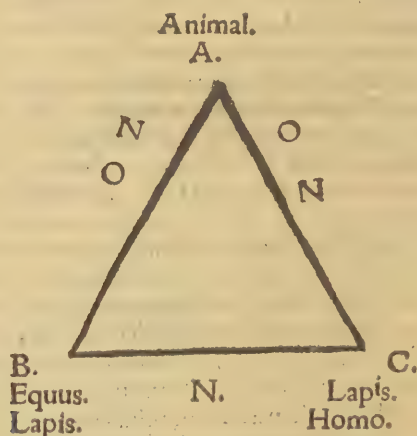 Animal.
A.
N O
O N
B. C.
Equus. N. Lapis.
Lapis. Homo.